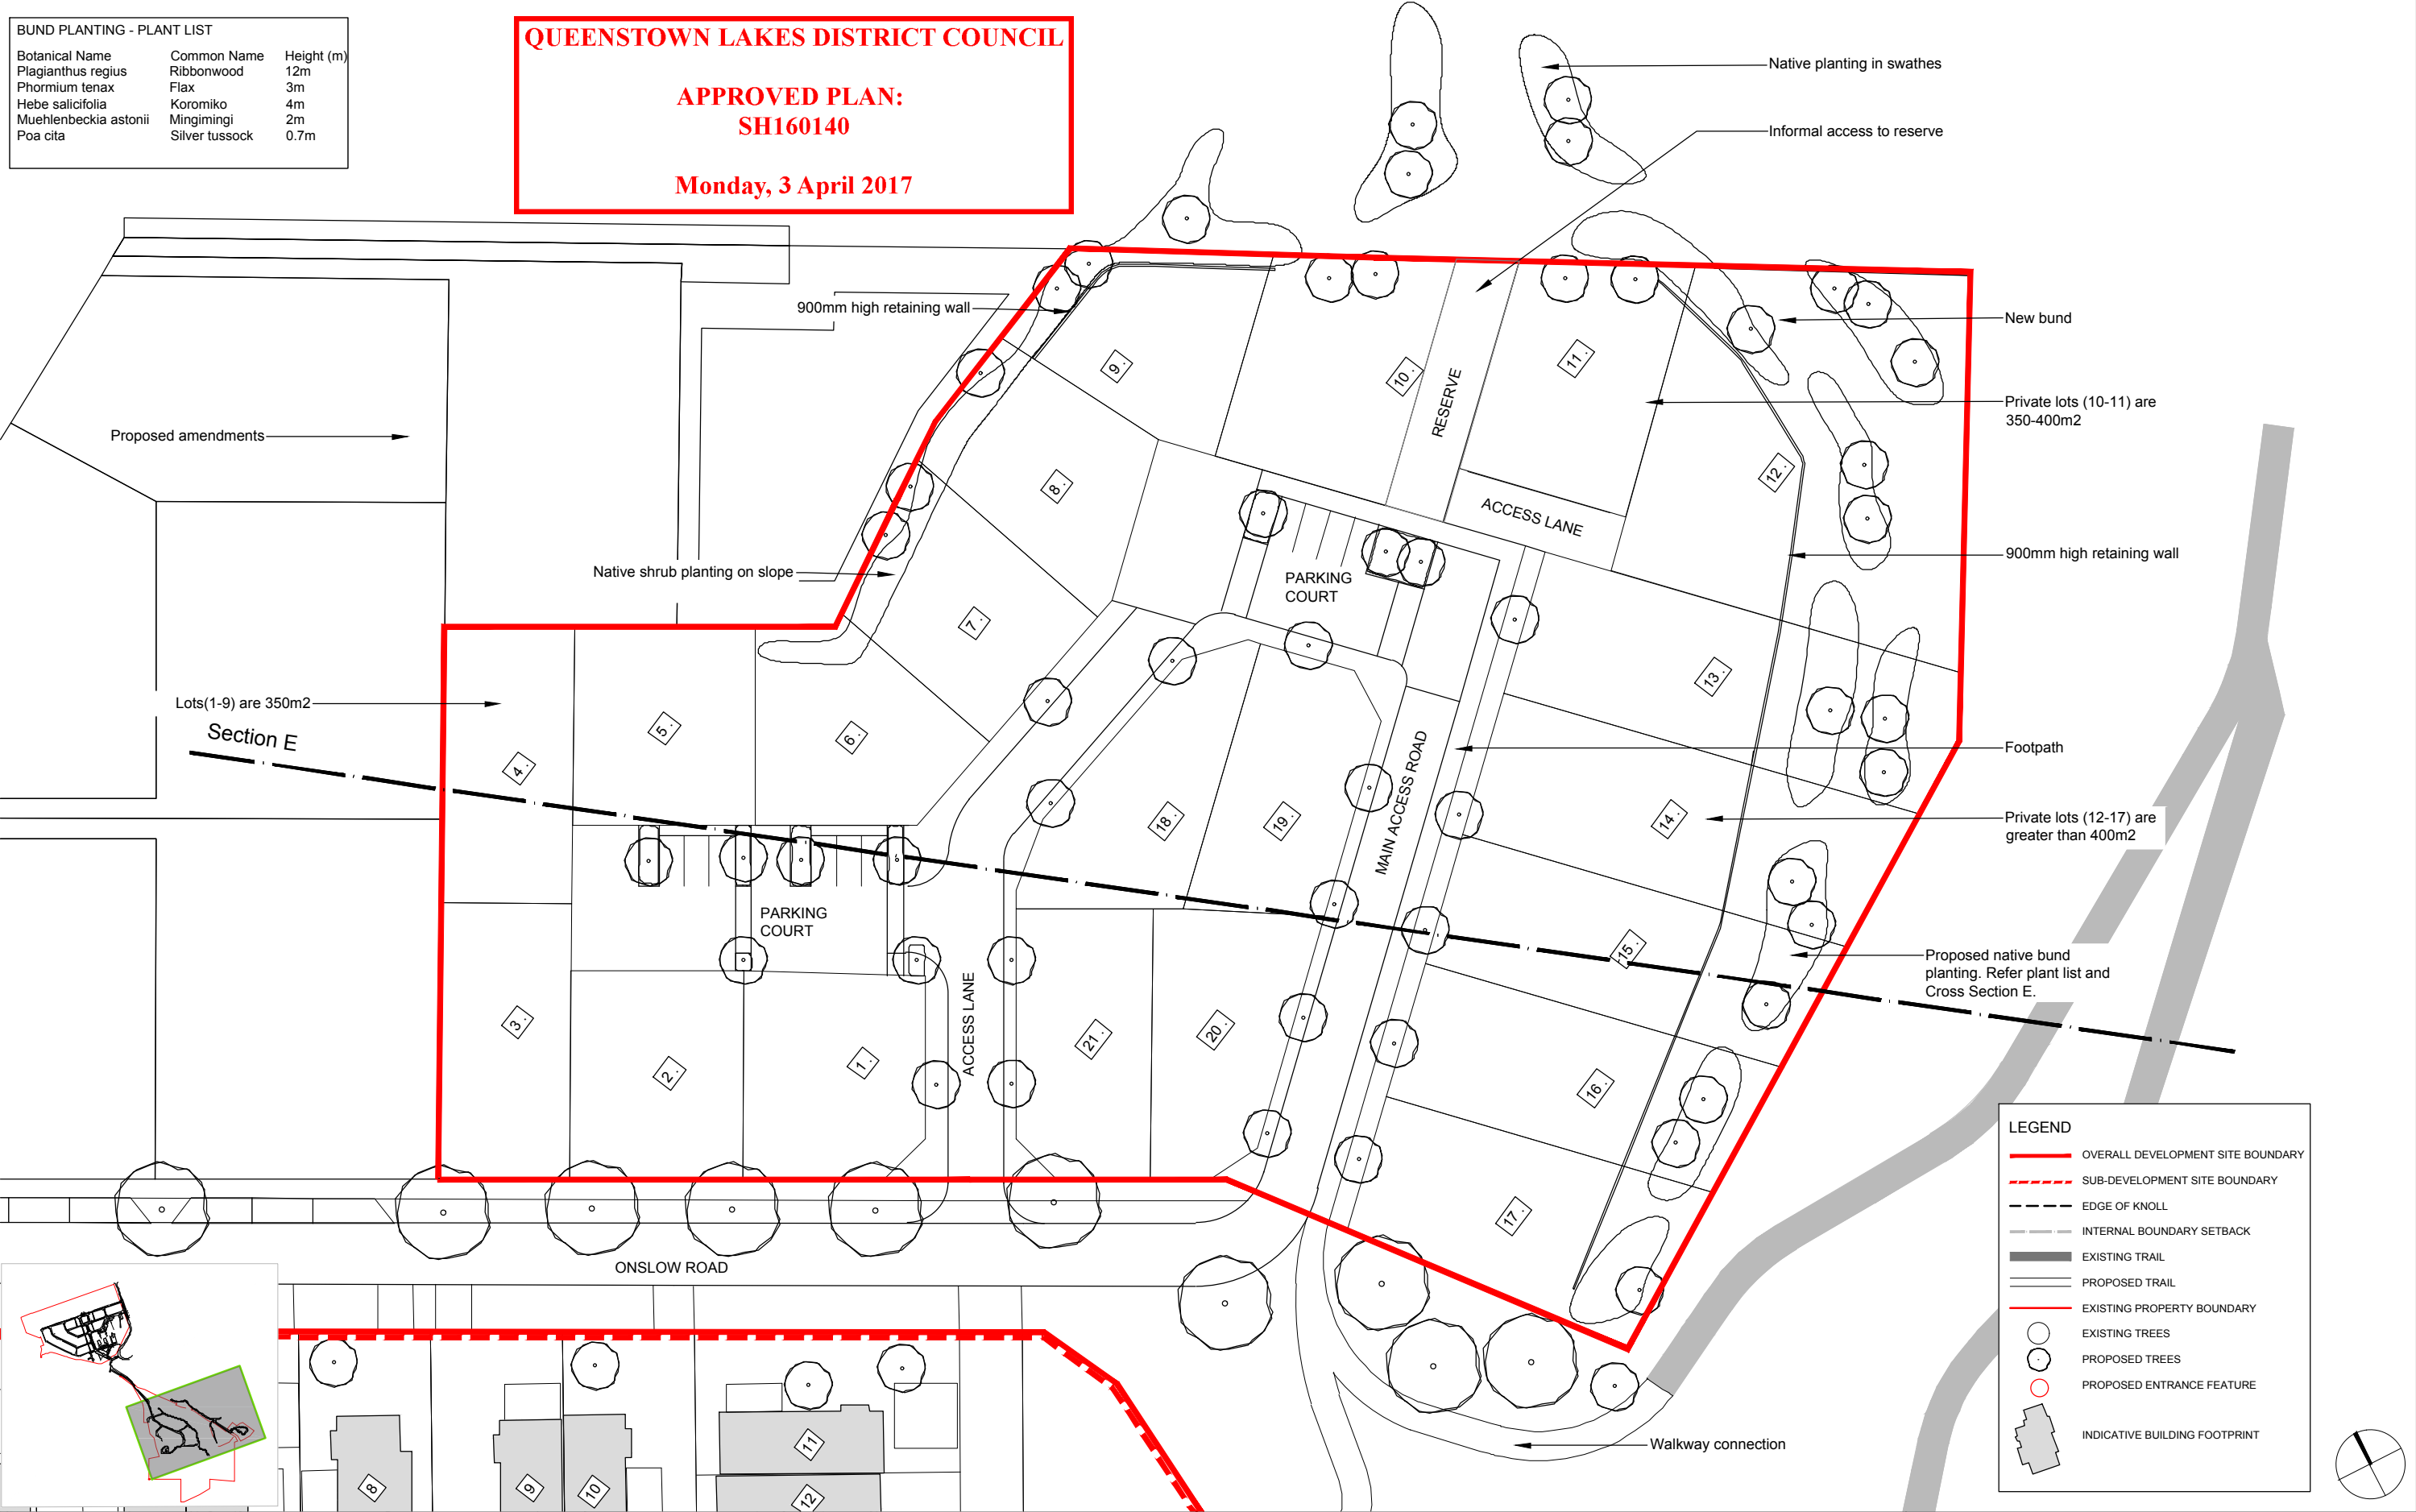 BUND PLANTING - PLANT LIST
Botanical Name Common Name Height (m)
Plagianthus regius Ribbonwood 12m
Phormium tenax Flax 3m
Hebe salicifolia Koromiko 4m
Muehlenbeckia astonii Mingimingi 2m
Poa cita Silver tussock 0.7m
QUEENSTOWN LAKES DISTRICT COUNCIL
APPROVED PLAN:
SH160140
Monday, 3 April 2017
Native planting in swathes
Informal access to reserve
900mm high retaining wall
New bund
9.
10.
11.
RESERVE
Private lots (10-11) are
350-400m2
Proposed amendments
8.
12.
ACCESS LANE
900mm high retaining wall
Native shrub planting on slope
PARKING
COURT
7.
13.
Lots(1-9) are 350m2
Section E
4.
5.
6.
Footpath
MAIN ACCESS ROAD
18.
19.
14.
Private lots (12-17) are
greater than 400m2
PARKING
COURT
15.
Proposed native bund
planting. Refer plant list and
Cross Section E.
3.
2.
1.
ACCESS LANE
21.
20.
16.
17.
ONSLOW ROAD
Walkway connection
8
9
10
11
12
LEGEND
OVERALL DEVELOPMENT SITE BOUNDARY
SUB-DEVELOPMENT SITE BOUNDARY
EDGE OF KNOLL
INTERNAL BOUNDARY SETBACK
EXISTING TRAIL
PROPOSED TRAIL
EXISTING PROPERTY BOUNDARY
EXISTING TREES
PROPOSED TREES
PROPOSED ENTRANCE FEATURE
INDICATIVE BUILDING FOOTPRINT